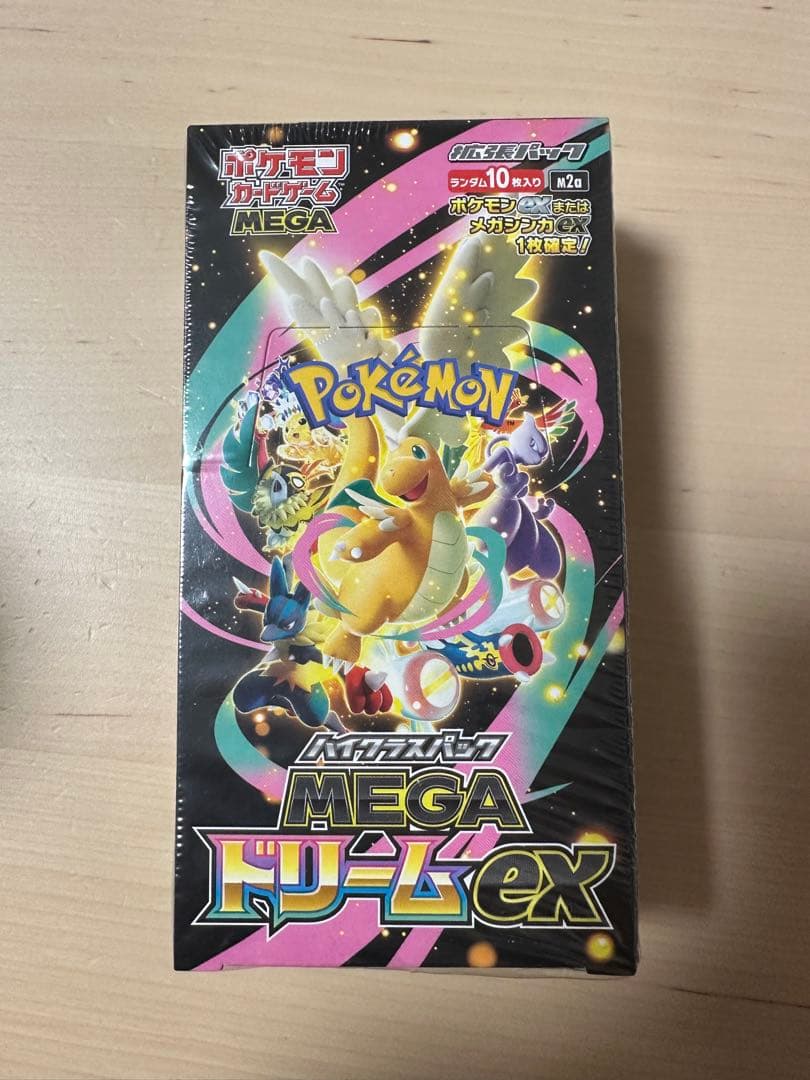 ポケモン
カードゲーム
MEGA
拡張パック
ランダム10枚入り M2a
ポケモンexまたは
メガシンカex
1枚確定!
POKéMON
TM
ハイクラスパック
MEGA
ドリームex